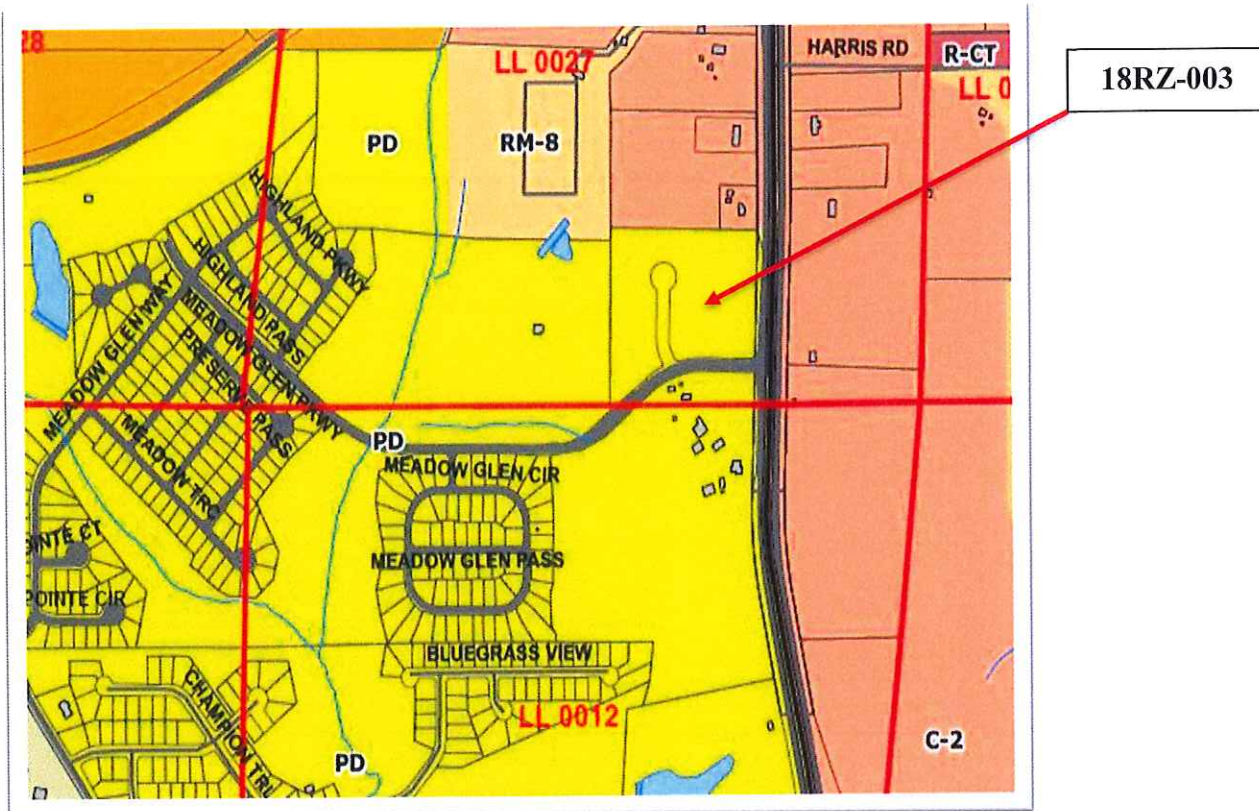 28
HARRIS RD
R-CT
18RZ-003
LL 0027
LL 0
PD
RM-8
HIGHLAND PKWY
HIGHLAND PASS
MEADOW GLEN WAY
MEADOW GLEN PKWY
PRESERVE PASS
MEADOW TRC
PD
MEADOW GLEN CIR
OINTE CT
MEADOW GLEN PASS
POINTE CIR
BLUEGRASS VIEW
CHAMPION TRL
LL 0012
C-2
PD